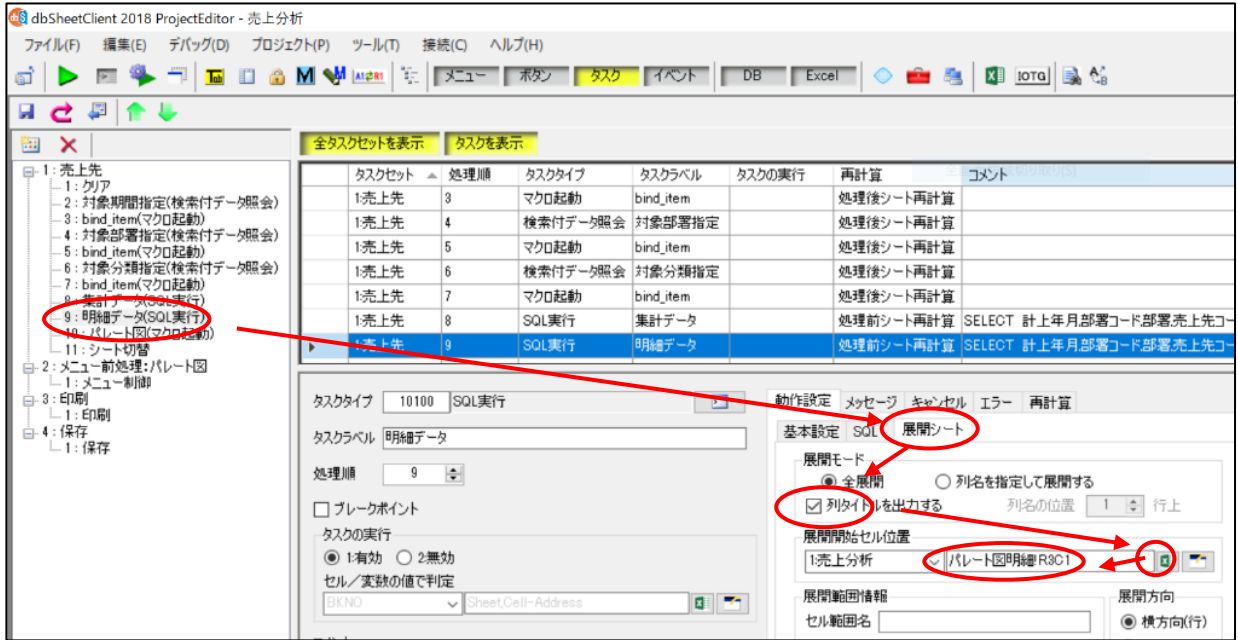 dbSheetClient 2018 ProjectEditor - 売上分析
ファイル(F) 編集(E) デバッグ(D) プロジェクト(P) ツール(T) 接続(C) ヘルプ(H)
Tab M M A1⇄R1 メニュー ボタン タスク イベント DB Excel IOTG
全タスクセットを表示 タスクを表示
1 : 売上先
1 : クリア
2 : 対象期間指定(検索付データ照会)
3 : bind_item(マクロ起動)
4 : 対象部署指定(検索付データ照会)
5 : bind_item(マクロ起動)
6 : 対象分類指定(検索付データ照会)
7 : bind_item(マクロ起動)
8 : 集計データ(SQL実行)
9 : 明細データ(SQL実行)
10 : パレート図(マクロ起動)
11 : シート切替
2 : メニュー前処理:パレート図
1 : メニュー制御
3 : 印刷
1 : 印刷
4 : 保存
1 : 保存
タスクセット 処理順 タスクタイプ タスクラベル タスクの実行 再計算 コメント
1:売上先 3 マクロ起動 bind_item 処理後シート再計算
1:売上先 4 検索付データ照会 対象部署指定 処理後シート再計算
1:売上先 5 マクロ起動 bind_item 処理後シート再計算
1:売上先 6 検索付データ照会 対象分類指定 処理後シート再計算
1:売上先 7 マクロ起動 bind_item 処理後シート再計算
1:売上先 8 SQL実行 集計データ 処理前シート再計算 SELECT 計上年月,部署コード,部署,売上先コー
1:売上先 9 SQL実行 明細データ 処理前シート再計算 SELECT 計上年月,部署コード,部署,売上先コー
タスクタイプ 10100 SQL実行
タスクラベル 明細データ
処理順 9
ブレークポイント
タスクの実行
1:有効 2:無効
セル／変数の値で判定
BKNO Sheet,Cell-Address
動作設定 メッセージ キャンセル エラー 再計算
基本設定 SQL 展開シート
展開モード
全展開 列名を指定して展開する
列タイトルを出力する 列名の位置 1 行上
展開開始セル位置
1:売上分析 パレート図明細!R3C1
展開範囲情報 展開方向
セル範囲名 横方向(行)